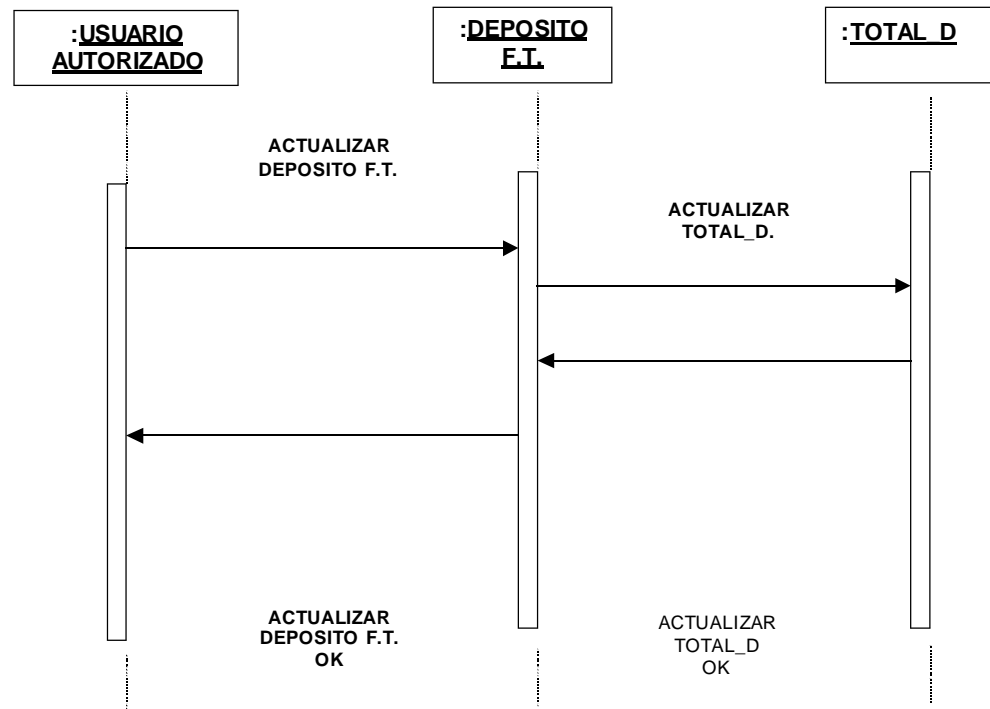 :USUARIO
AUTORIZADO
:DEPOSITO
F.T.
:TOTAL_D
ACTUALIZAR
DEPOSITO F.T.
ACTUALIZAR
TOTAL_D.
ACTUALIZAR
DEPOSITO F.T.
OK
ACTUALIZAR
TOTAL_D
OK